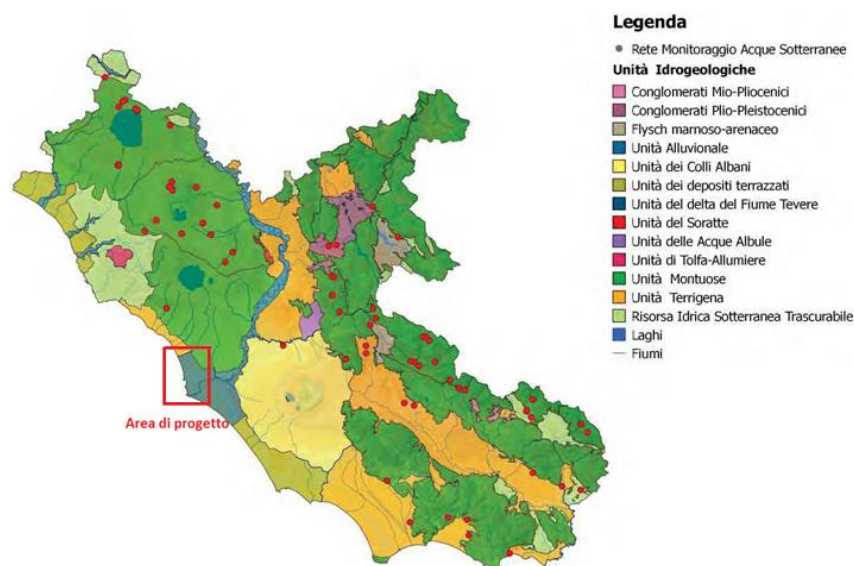 Legenda
Rete Monitoraggio Acque Sotterranee
Unità Idrogeologiche
Conglomerati Mio-Pliocenici
Conglomerati Plio-Pleistocenici
Flysch marnoso-arenaceo
Unità Alluvionale
Unità dei Colli Albani
Unità dei depositi terrazzati
Unità del delta del Fiume Tevere
Unità del Soratte
Unità delle Acque Albule
Unità di Tolfa-Allumiere
Unità Montuose
Unità Terrigena
Risorsa Idrica Sotterranea Trascurabile
Laghi
Fiumi
Area di progetto